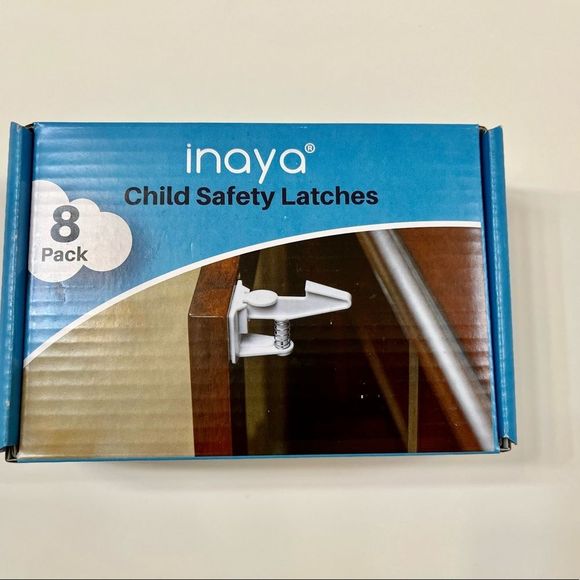 inaya®
Child Safety Latches
8
Pack